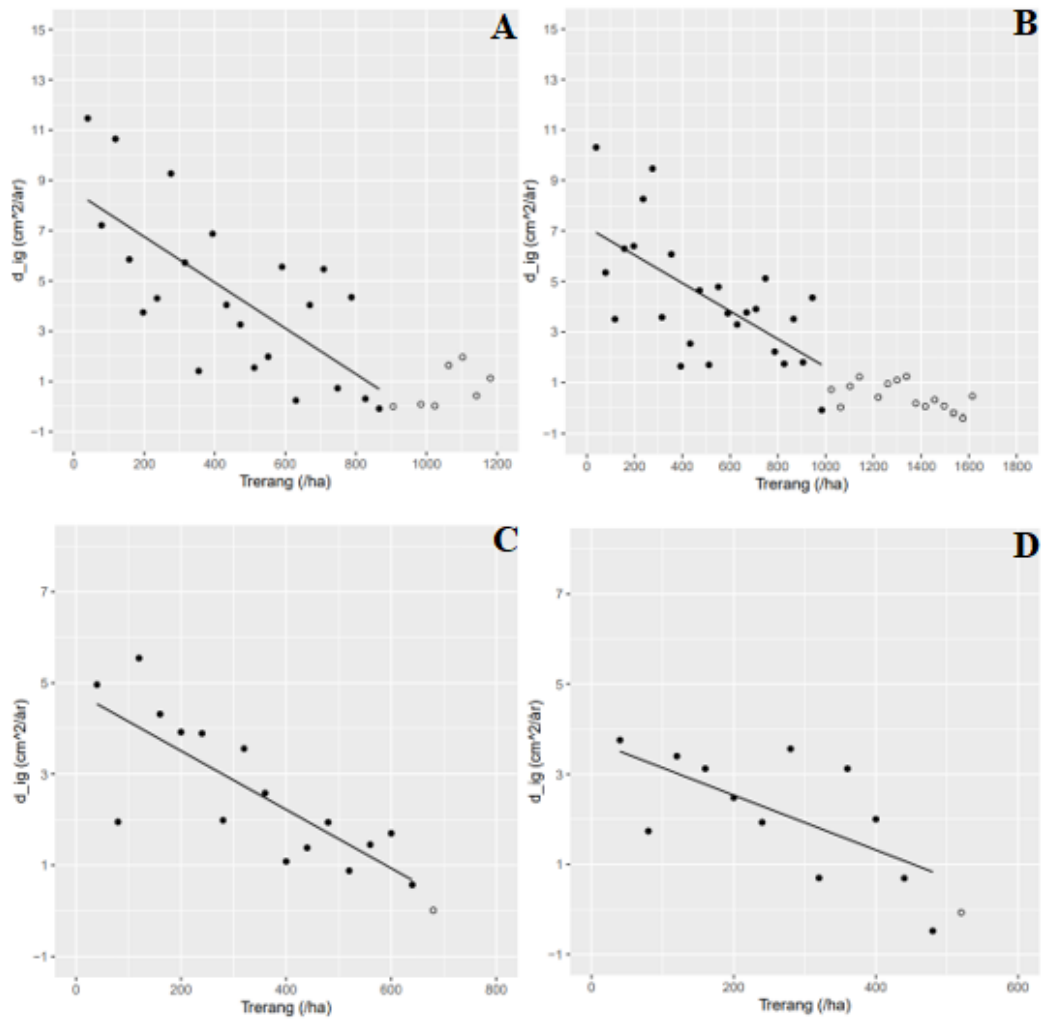 A
15
13
11
9
7
5
3
1
−1
d_ig (cm^2/år)
0 200 400 600 800 1000 1200
Trerang (/ha)
B
15
13
11
9
7
5
3
1
−1
d_ig (cm^2/år)
0 200 400 600 800 1000 1200 1400 1600 1800
Trerang (/ha)
C
7
5
3
1
−1
d_ig (cm^2/år)
0 200 400 600 800
Trerang (/ha)
D
7
5
3
1
−1
d_ig (cm^2/år)
0 200 400 600
Trerang (/ha)